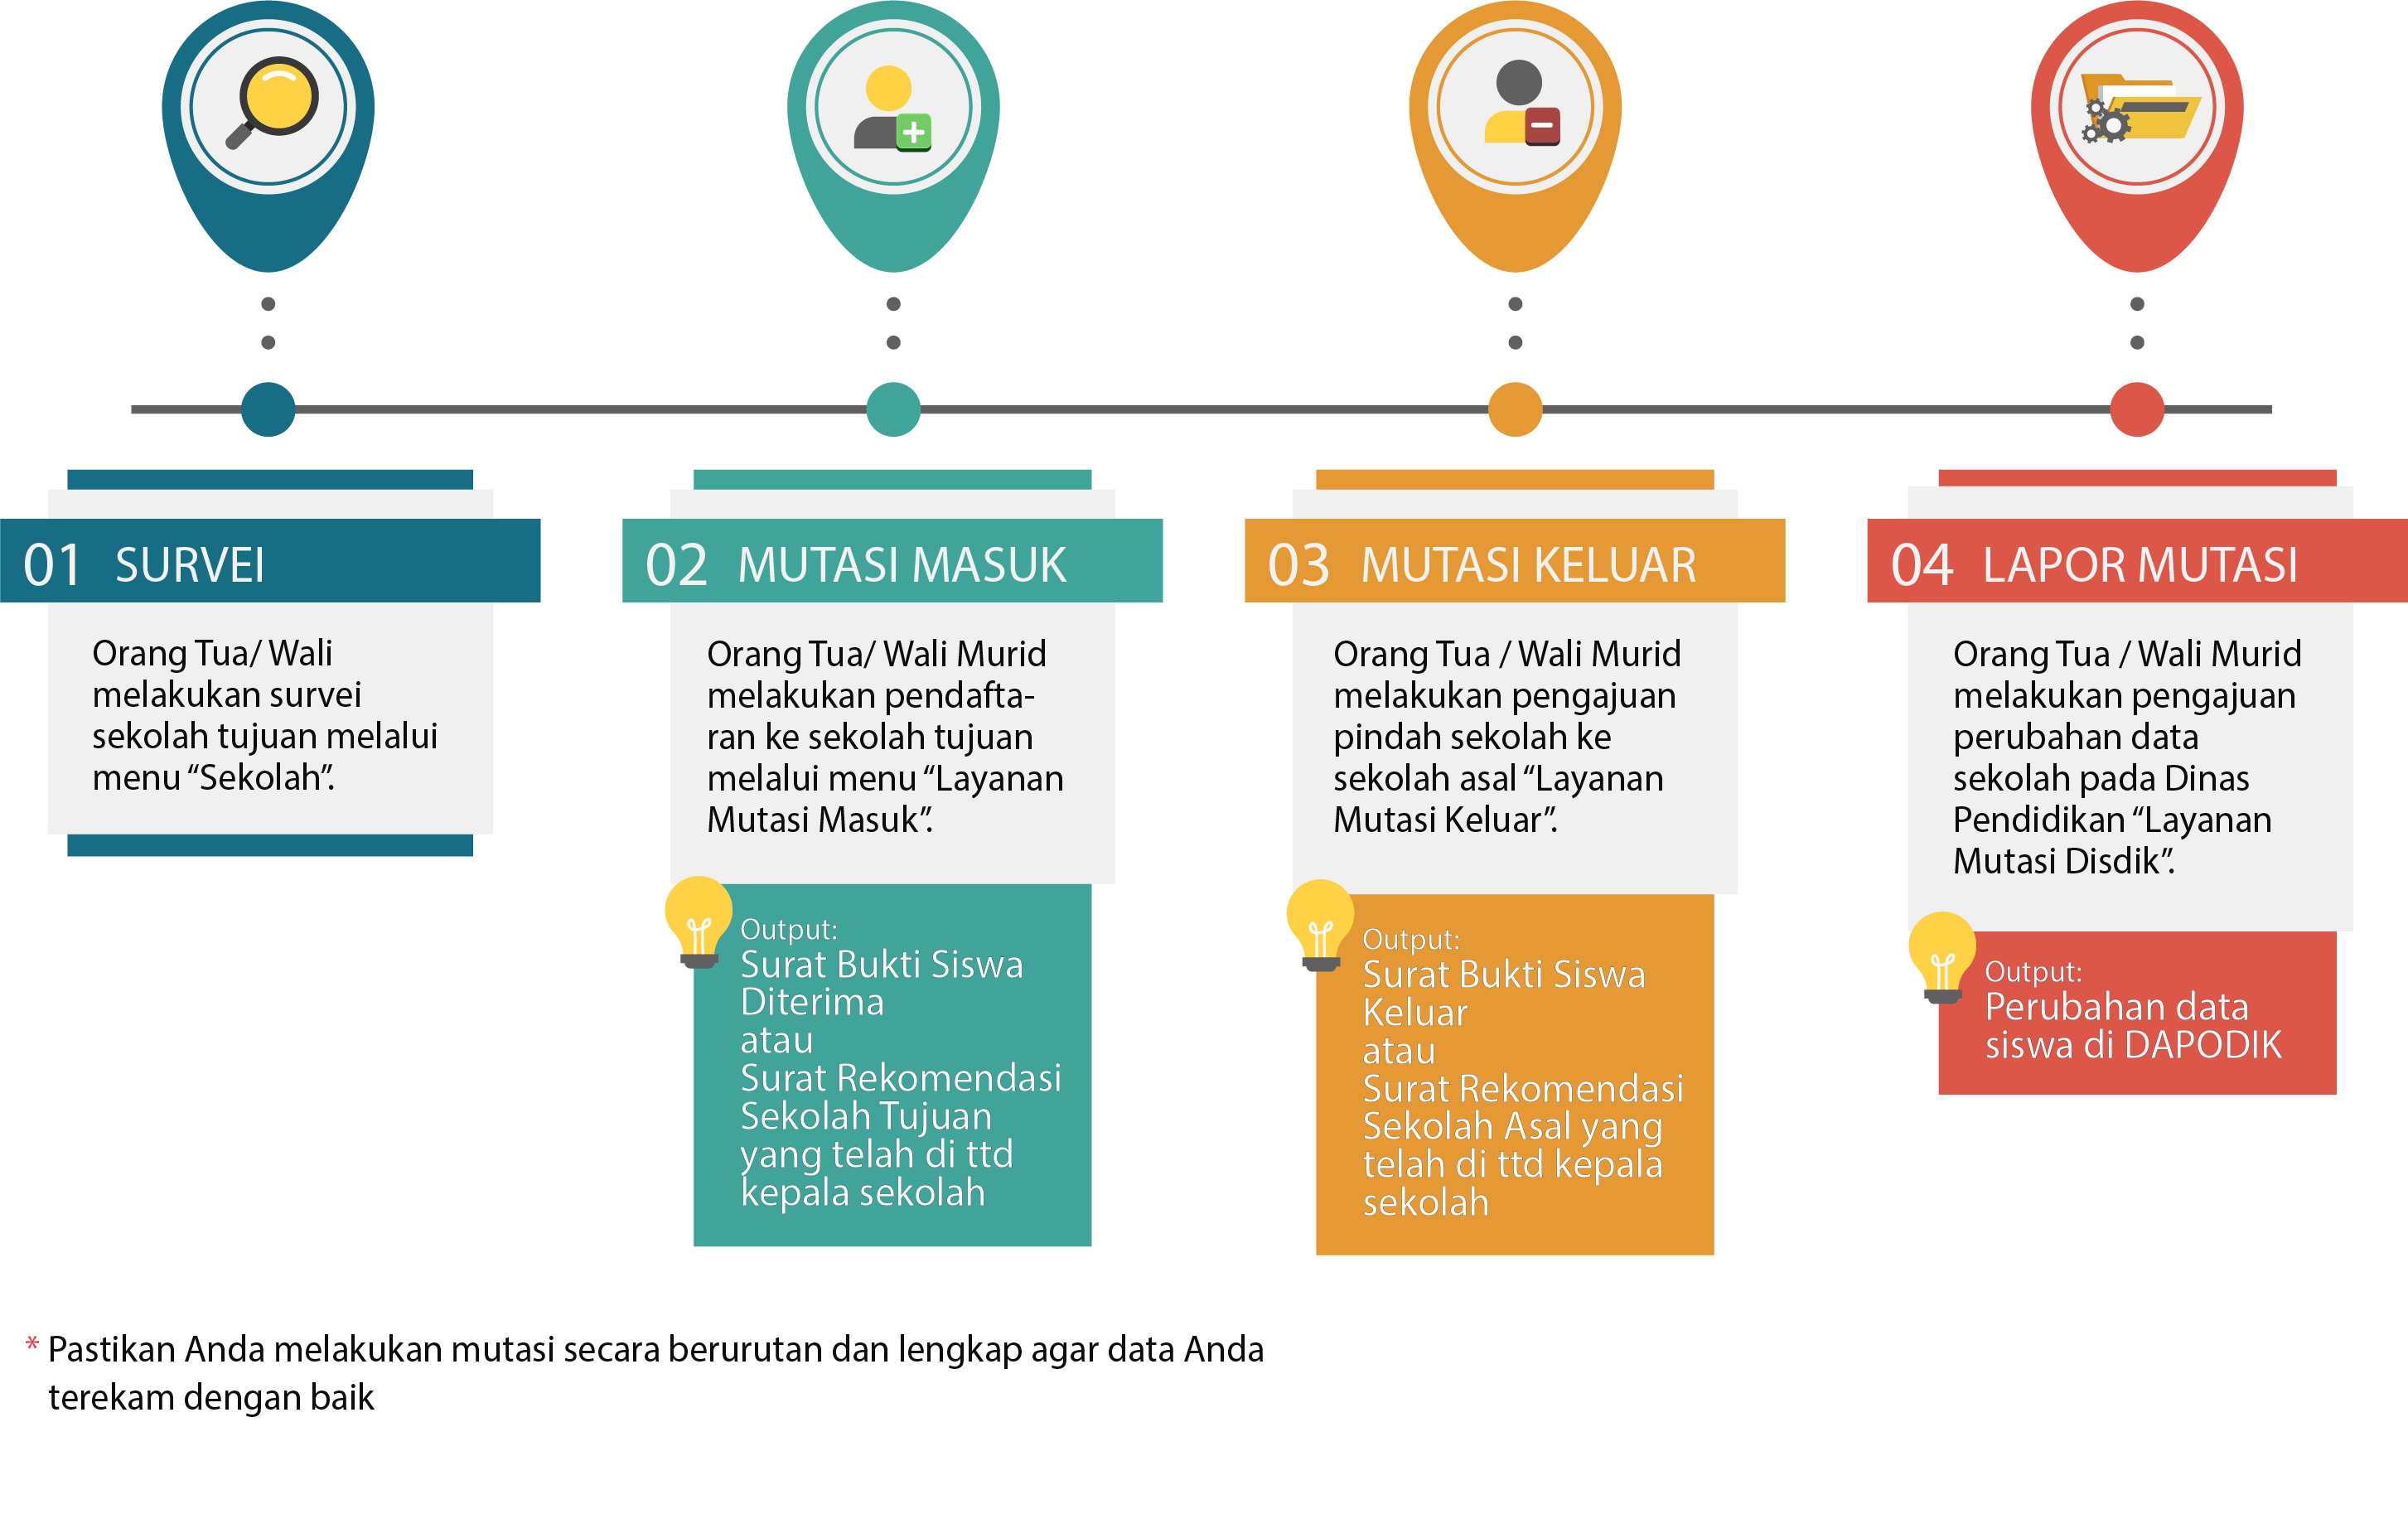 01 SURVEI
Orang Tua/ Wali
melakukan survei
sekolah tujuan melalui
menu “Sekolah”.
02 MUTASI MASUK
Orang Tua/ Wali Murid
melakukan pendafta-
ran ke sekolah tujuan
melalui menu “Layanan
Mutasi Masuk”.
Output:
Surat Bukti Siswa
Diterima
atau
Surat Rekomendasi
Sekolah Tujuan
yang telah di ttd
kepala sekolah
03 MUTASI KELUAR
Orang Tua / Wali Murid
melakukan pengajuan
pindah sekolah ke
sekolah asal “Layanan
Mutasi Keluar”.
Output:
Surat Bukti Siswa
Keluar
atau
Surat Rekomendasi
Sekolah Asal yang
telah di ttd kepala
sekolah
04 LAPOR MUTASI
Orang Tua / Wali Murid
melakukan pengajuan
perubahan data
sekolah pada Dinas
Pendidikan “Layanan
Mutasi Disdik”.
Output:
Perubahan data
siswa di DAPODIK
* Pastikan Anda melakukan mutasi secara berurutan dan lengkap agar data Anda
terekam dengan baik